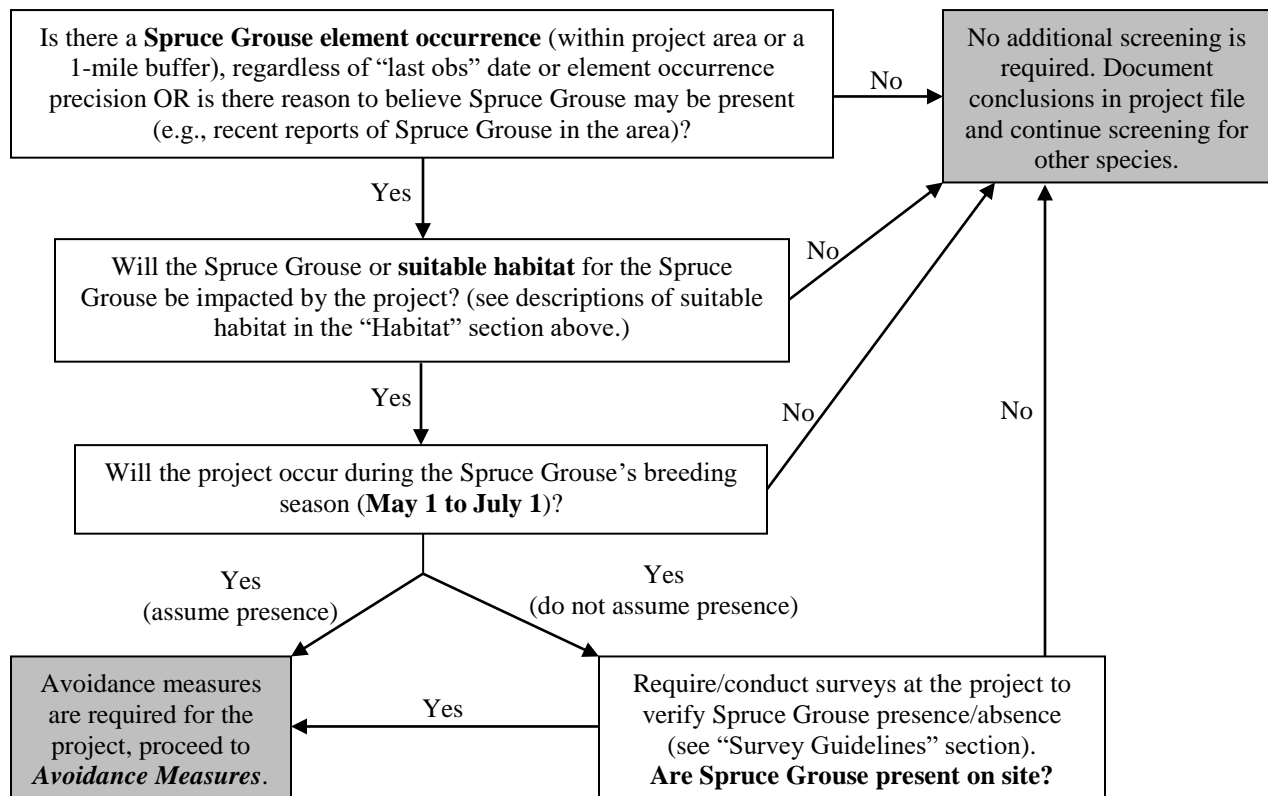 Is there a Spruce Grouse element occurrence (within project area or a
1-mile buffer), regardless of “last obs” date or element occurrence
precision OR is there reason to believe Spruce Grouse may be present
(e.g., recent reports of Spruce Grouse in the area)?
No
No additional screening is
required. Document
conclusions in project file
and continue screening for
other species.
Yes
Will the Spruce Grouse or suitable habitat for the Spruce
Grouse be impacted by the project? (see descriptions of suitable
habitat in the “Habitat” section above.)
No
Yes
No
No
Will the project occur during the Spruce Grouse’s breeding
season (May 1 to July 1)?
Yes
(assume presence)
Yes
(do not assume presence)
Avoidance measures
are required for the
project, proceed to
Avoidance Measures.
Yes
Require/conduct surveys at the project to
verify Spruce Grouse presence/absence
(see “Survey Guidelines” section).
Are Spruce Grouse present on site?